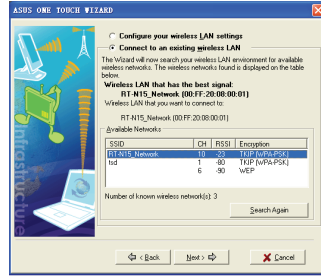 ASUS ONE TOUCH WIZARD
Configure your wireless LAN settings
Connect to an existing wireless LAN
The Wizard will now search your wireless LAN environment for available
wireless networks. The wireless networks found is displayed on the table
below.
Wireless LAN that has the best signal:
RT-N15_Network (00:FF:20:08:00:01)
Wireless LAN that you want to connect to:
RT-N15_Network (00:FF:20:08:00:01)
Available Networks
SSID CH RSSI Encryption
RT-N15_Network 10 -23 TKIP (WPA-PSK)
tsd 1 -80 TKIP (WPA-PSK)
6 -90 WEP
Number of known wireless network(s): 3
Search Again
< Back Next > Cancel
Infrastructure